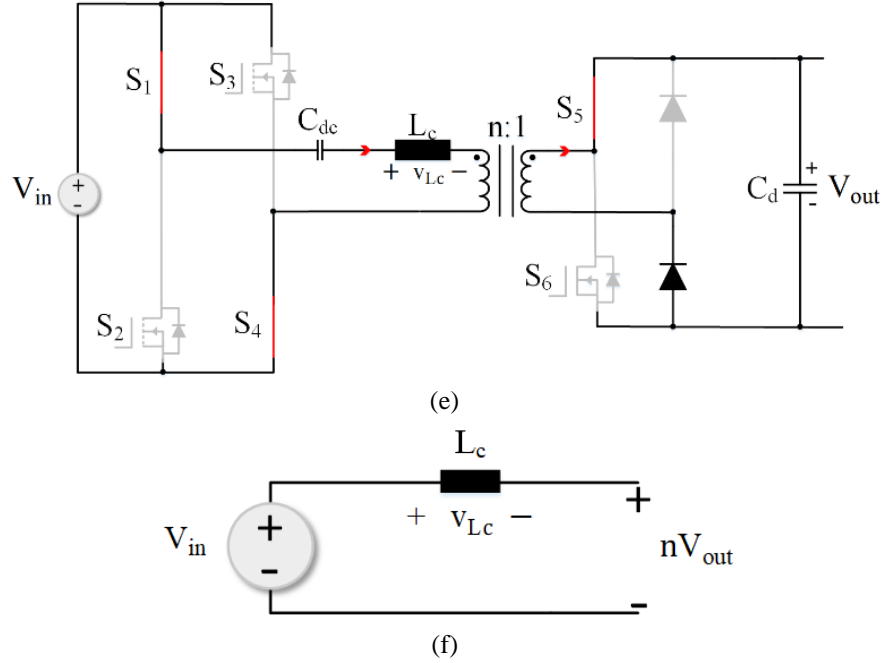 S1
S3
Cdc
Lc
n:1
S5
Vin
+
-
+ vLc −
Cd
+
-
Vout
S2
S4
S6
(e)
Lc
+ vLc −
+
Vin
+
-
nVout
-
(f)